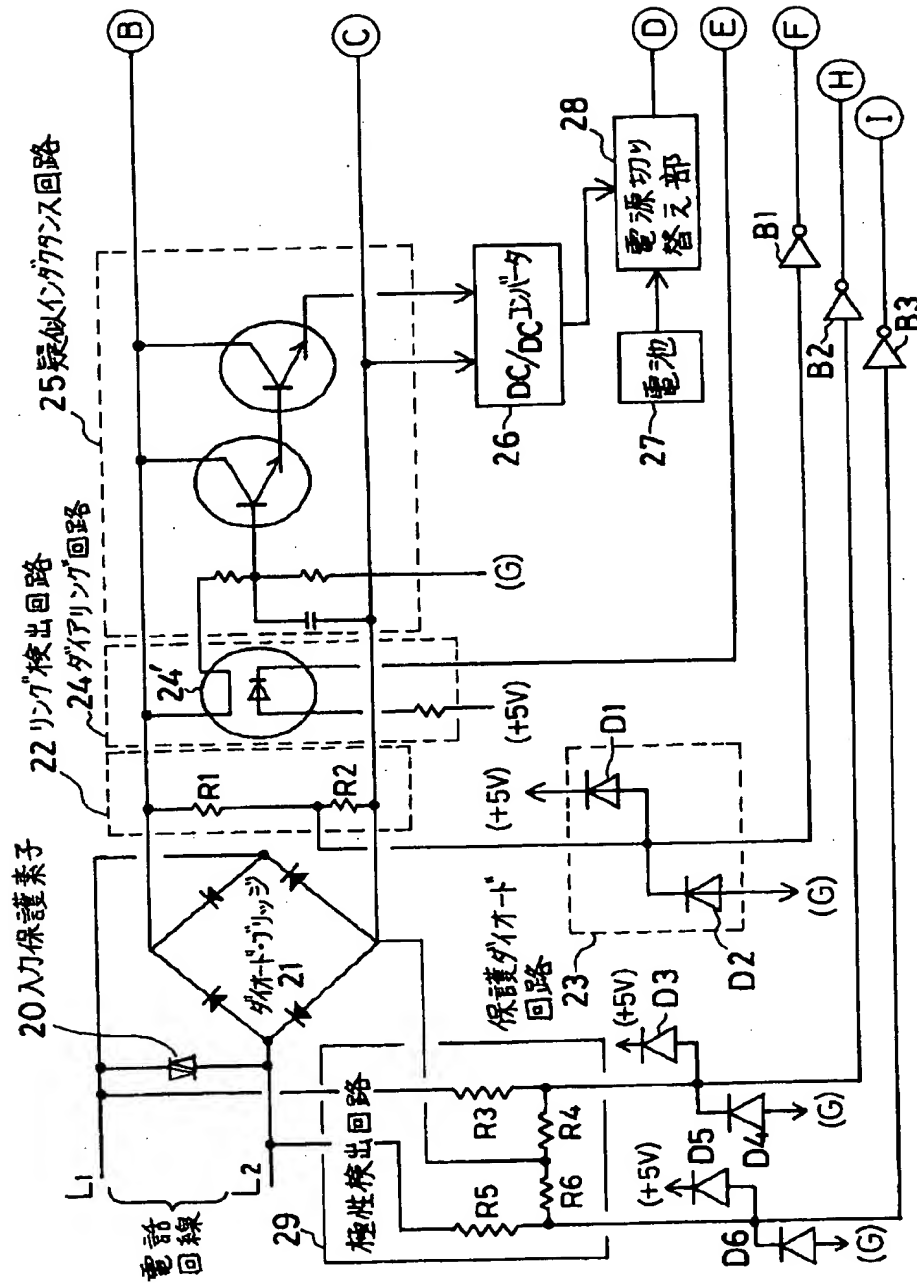 L1
電話
回線
L2
20入力保護素子
ダイオード・ブリッジ
21
22リング検出回路
R1
R2
24ダイアリング回路
24'
(+5V)
25疑似インダクタンス回路
(G)
B
C
26
DC/DCコンバータ
27
電池
28
電源切り
替え部
D
E
F
H
I
B1
B2
B3
29
極性検出回路
R3
R4
R5
R6
保護ダイオード
回路
23
(+5V)
D1
D2
(G)
(+5V)
D3
D4
(G)
(+5V)
D5
D6
(G)